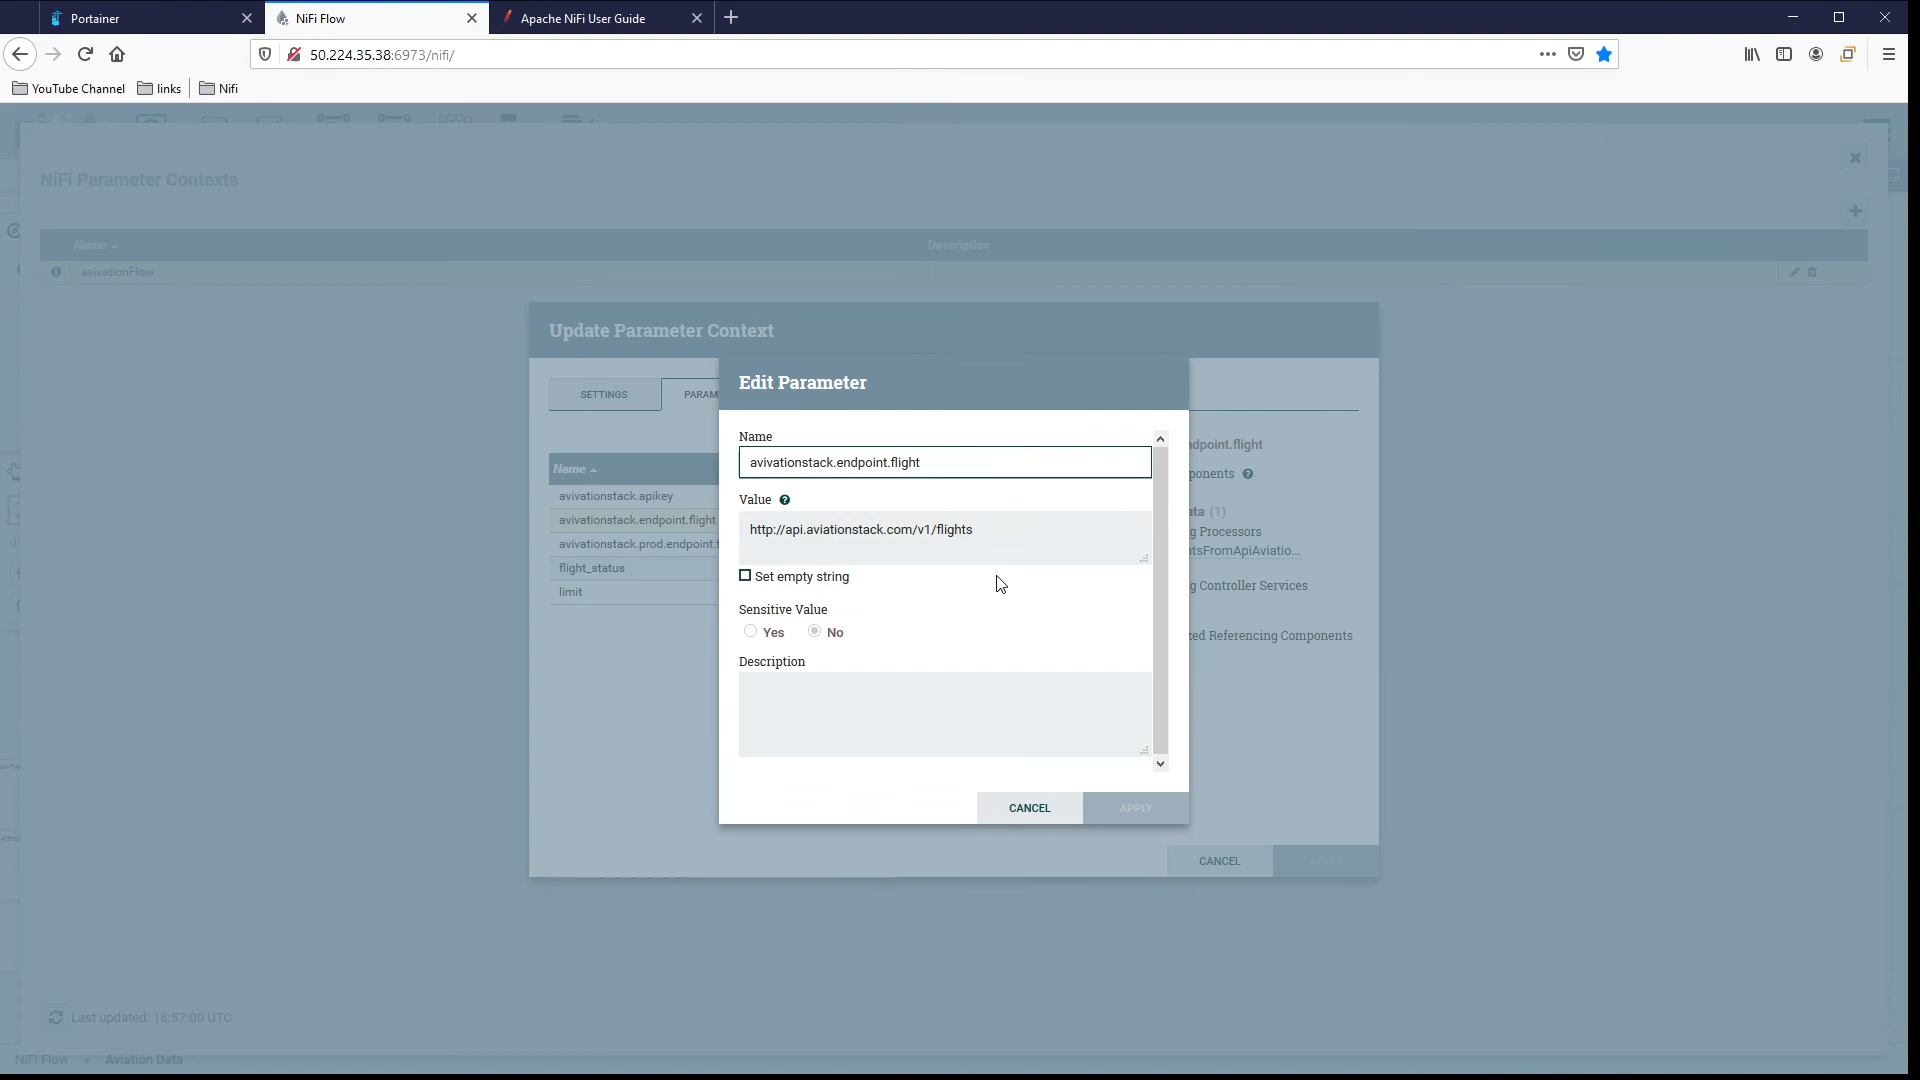 Portainer
NiFi Flow
Apache NiFi User Guide
50.224.35.38:6973/nifi/
YouTube Channel
links
Nifi
NiFi Parameter Contexts
Name
Description
avivationFlow
Update Parameter Context
SETTINGS
PARAM
Edit Parameter
Name
avivationstack.endpoint.flight
Value
http://api.aviationstack.com/v1/flights
Set empty string
Sensitive Value
Yes
No
Description
CANCEL
APPLY
Name
avivationstack.apikey
avivationstack.endpoint.flight
avivationstack.prod.endpoint.f
flight_status
limit
dpoint.flight
ponents
ata (1)
g Processors
tsFromApiAviatio...
g Controller Services
zed Referencing Components
CANCEL
APPLY
Last updated: 18:57:00 UTC
NiFi Flow » Aviation Data